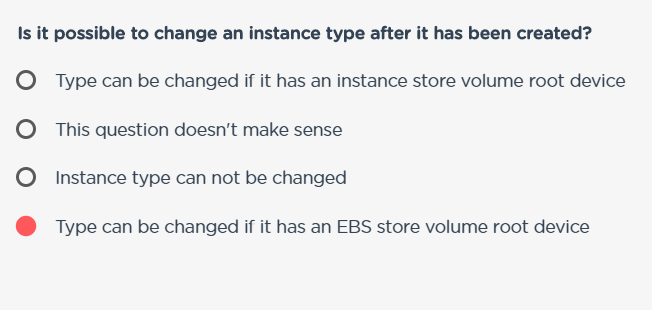 Is it possible to change an instance type after it has been created?
Type can be changed if it has an instance store volume root device
This question doesn't make sense
Instance type can not be changed
Type can be changed if it has an EBS store volume root device